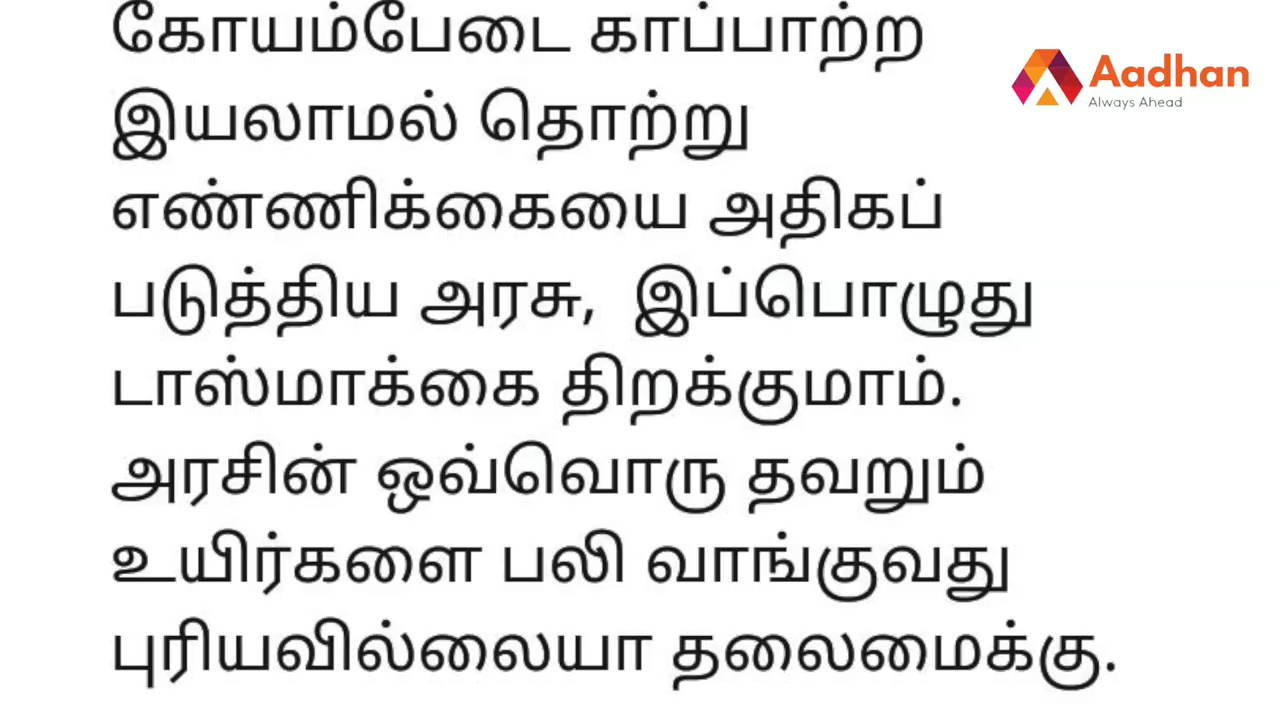 கோயம்பேடை காப்பாற்ற
இயலாமல் தொற்று
எண்ணிக்கையை அதிகப்
படுத்திய அரசு, இப்பொழுது
டாஸ்மாக்கை திறக்குமாம்.
அரசின் ஒவ்வொரு தவறும்
உயிர்களை பலி வாங்குவது
புரியவில்லையா தலைமைக்கு.
Aadhan
Always Ahead